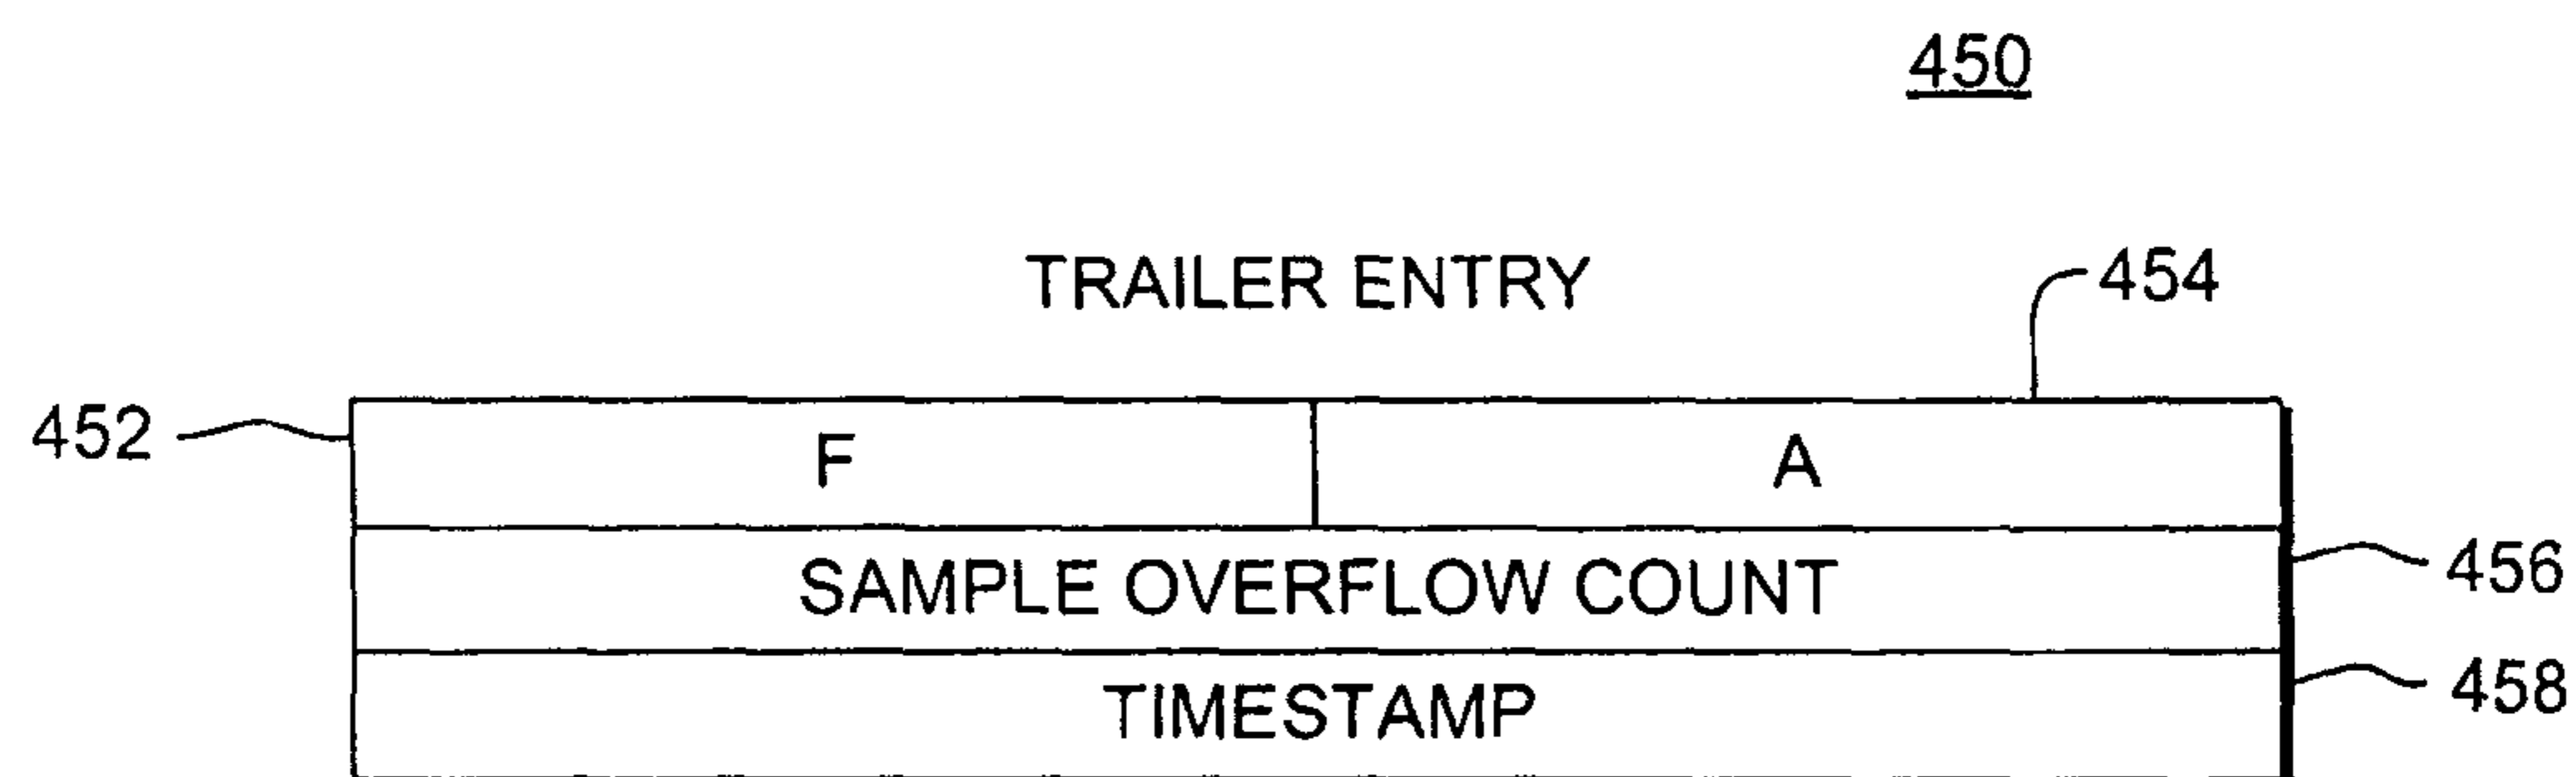 450
TRAILER ENTRY
454
452
F A
SAMPLE OVERFLOW COUNT
456
TIMESTAMP
458